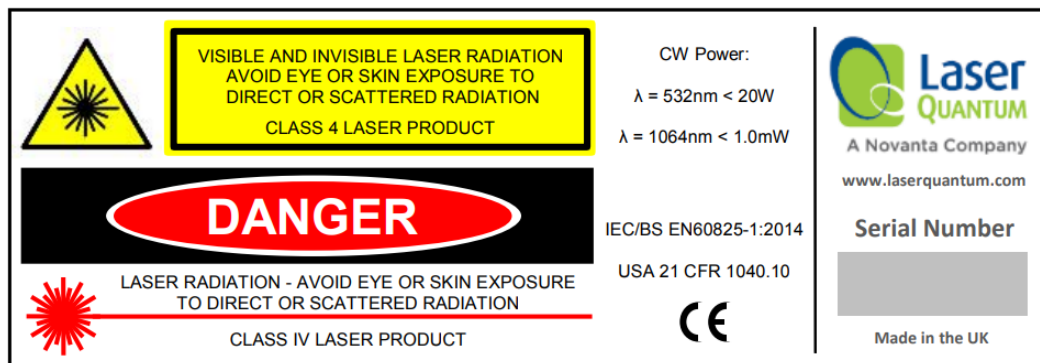 VISIBLE AND INVISIBLE LASER RADIATION
AVOID EYE OR SKIN EXPOSURE TO
DIRECT OR SCATTERED RADIATION
CLASS 4 LASER PRODUCT
DANGER
LASER RADIATION - AVOID EYE OR SKIN EXPOSURE
TO DIRECT OR SCATTERED RADIATION
CLASS IV LASER PRODUCT
CW Power:
λ = 532nm < 20W
λ = 1064nm < 1.0mW
IEC/BS EN60825-1:2014
USA 21 CFR 1040.10
CE
Laser
QUANTUM
A Novanta Company
www.laserquantum.com
Serial Number
Made in the UK